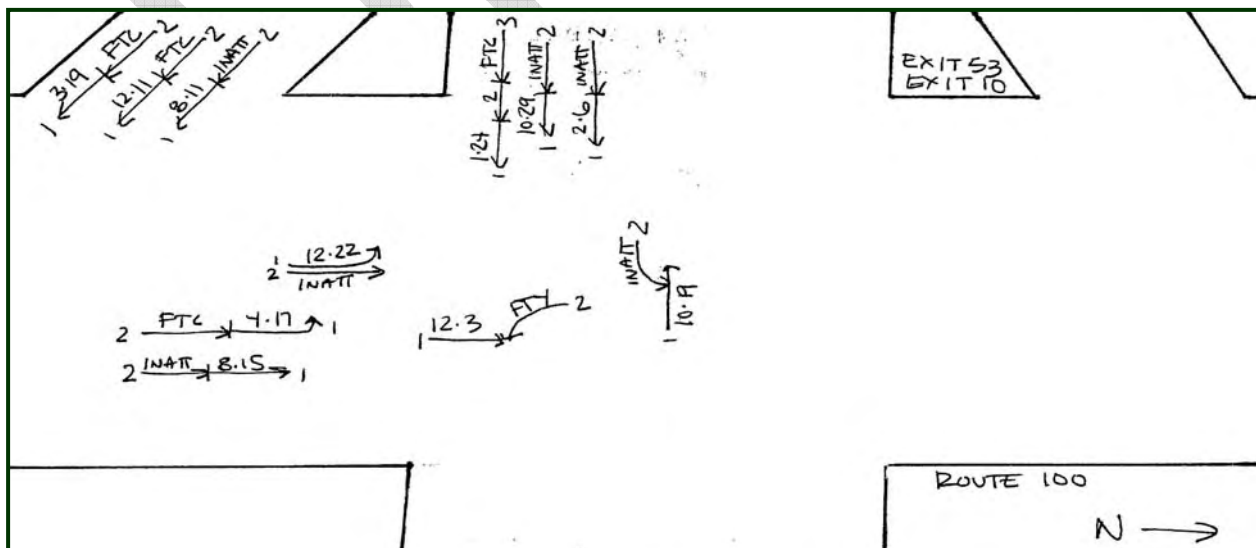 3·19 FTC 2
1
12·11 FTC 2
1
8·11 INATT 2
1
1·24 2 FTC 3
1
10·29 INATT 2
1
2·6 INATT 2
1
EXIT 53
EXIT 10
1 12·22
2 INATT
2 FTC 4·17 1
2 INATT 8·15 1
1 12·3 FTY 2
INATT 2
1 10·9
ROUTE 100
N